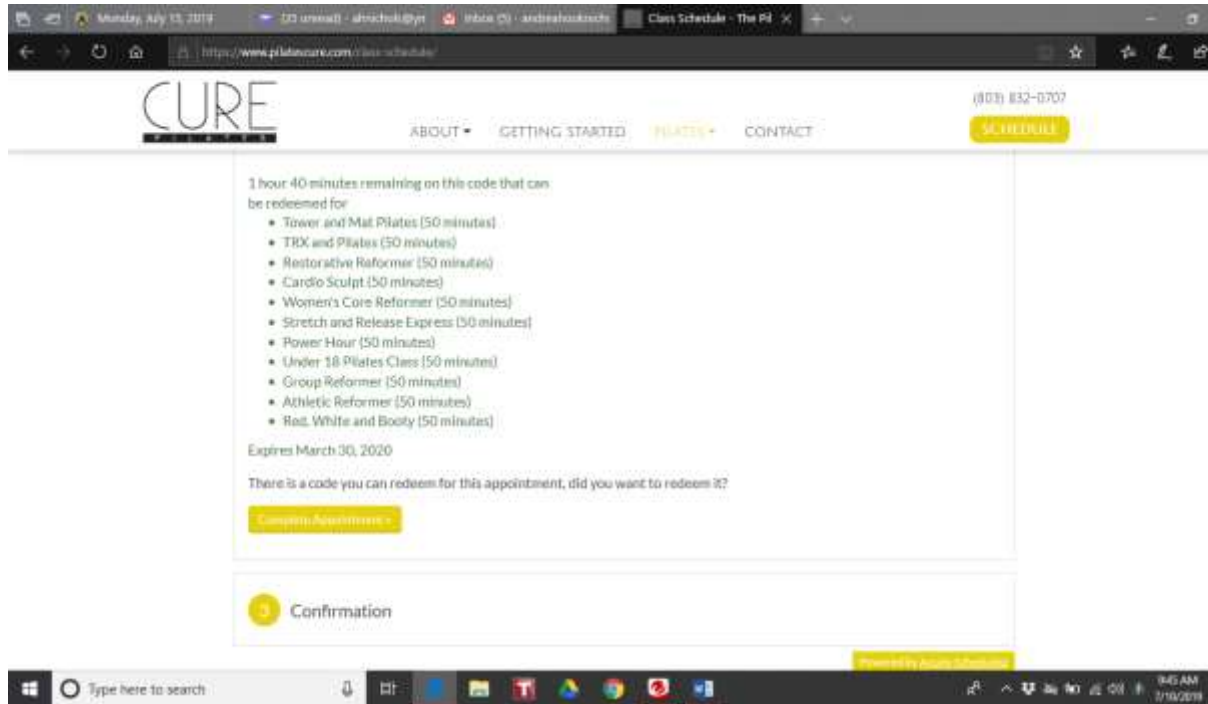 Monday, July 15, 2019
Class Schedule - The Pil
https://www.pilatescure.com/class-schedule/
CURE
PILATES
ABOUT
GETTING STARTED
PILATES
CONTACT
(803) 832-0707
SCHEDULE
1 hour 40 minutes remaining on this code that can
be redeemed for
• Tower and Mat Pilates (50 minutes)
• TRX and Pilates (50 minutes)
• Restorative Reformer (50 minutes)
• Cardio Sculpt (50 minutes)
• Women's Core Reformer (50 minutes)
• Stretch and Release Express (50 minutes)
• Power Hour (50 minutes)
• Under 18 Pilates Class (50 minutes)
• Group Reformer (50 minutes)
• Athletic Reformer (50 minutes)
• Red, White and Booty (50 minutes)
Expires March 30, 2020
There is a code you can redeem for this appointment, did you want to redeem it?
Complete Appointment »
3 Confirmation
Powered by Acuity Scheduling
Type here to search
9:45 AM
7/10/2019